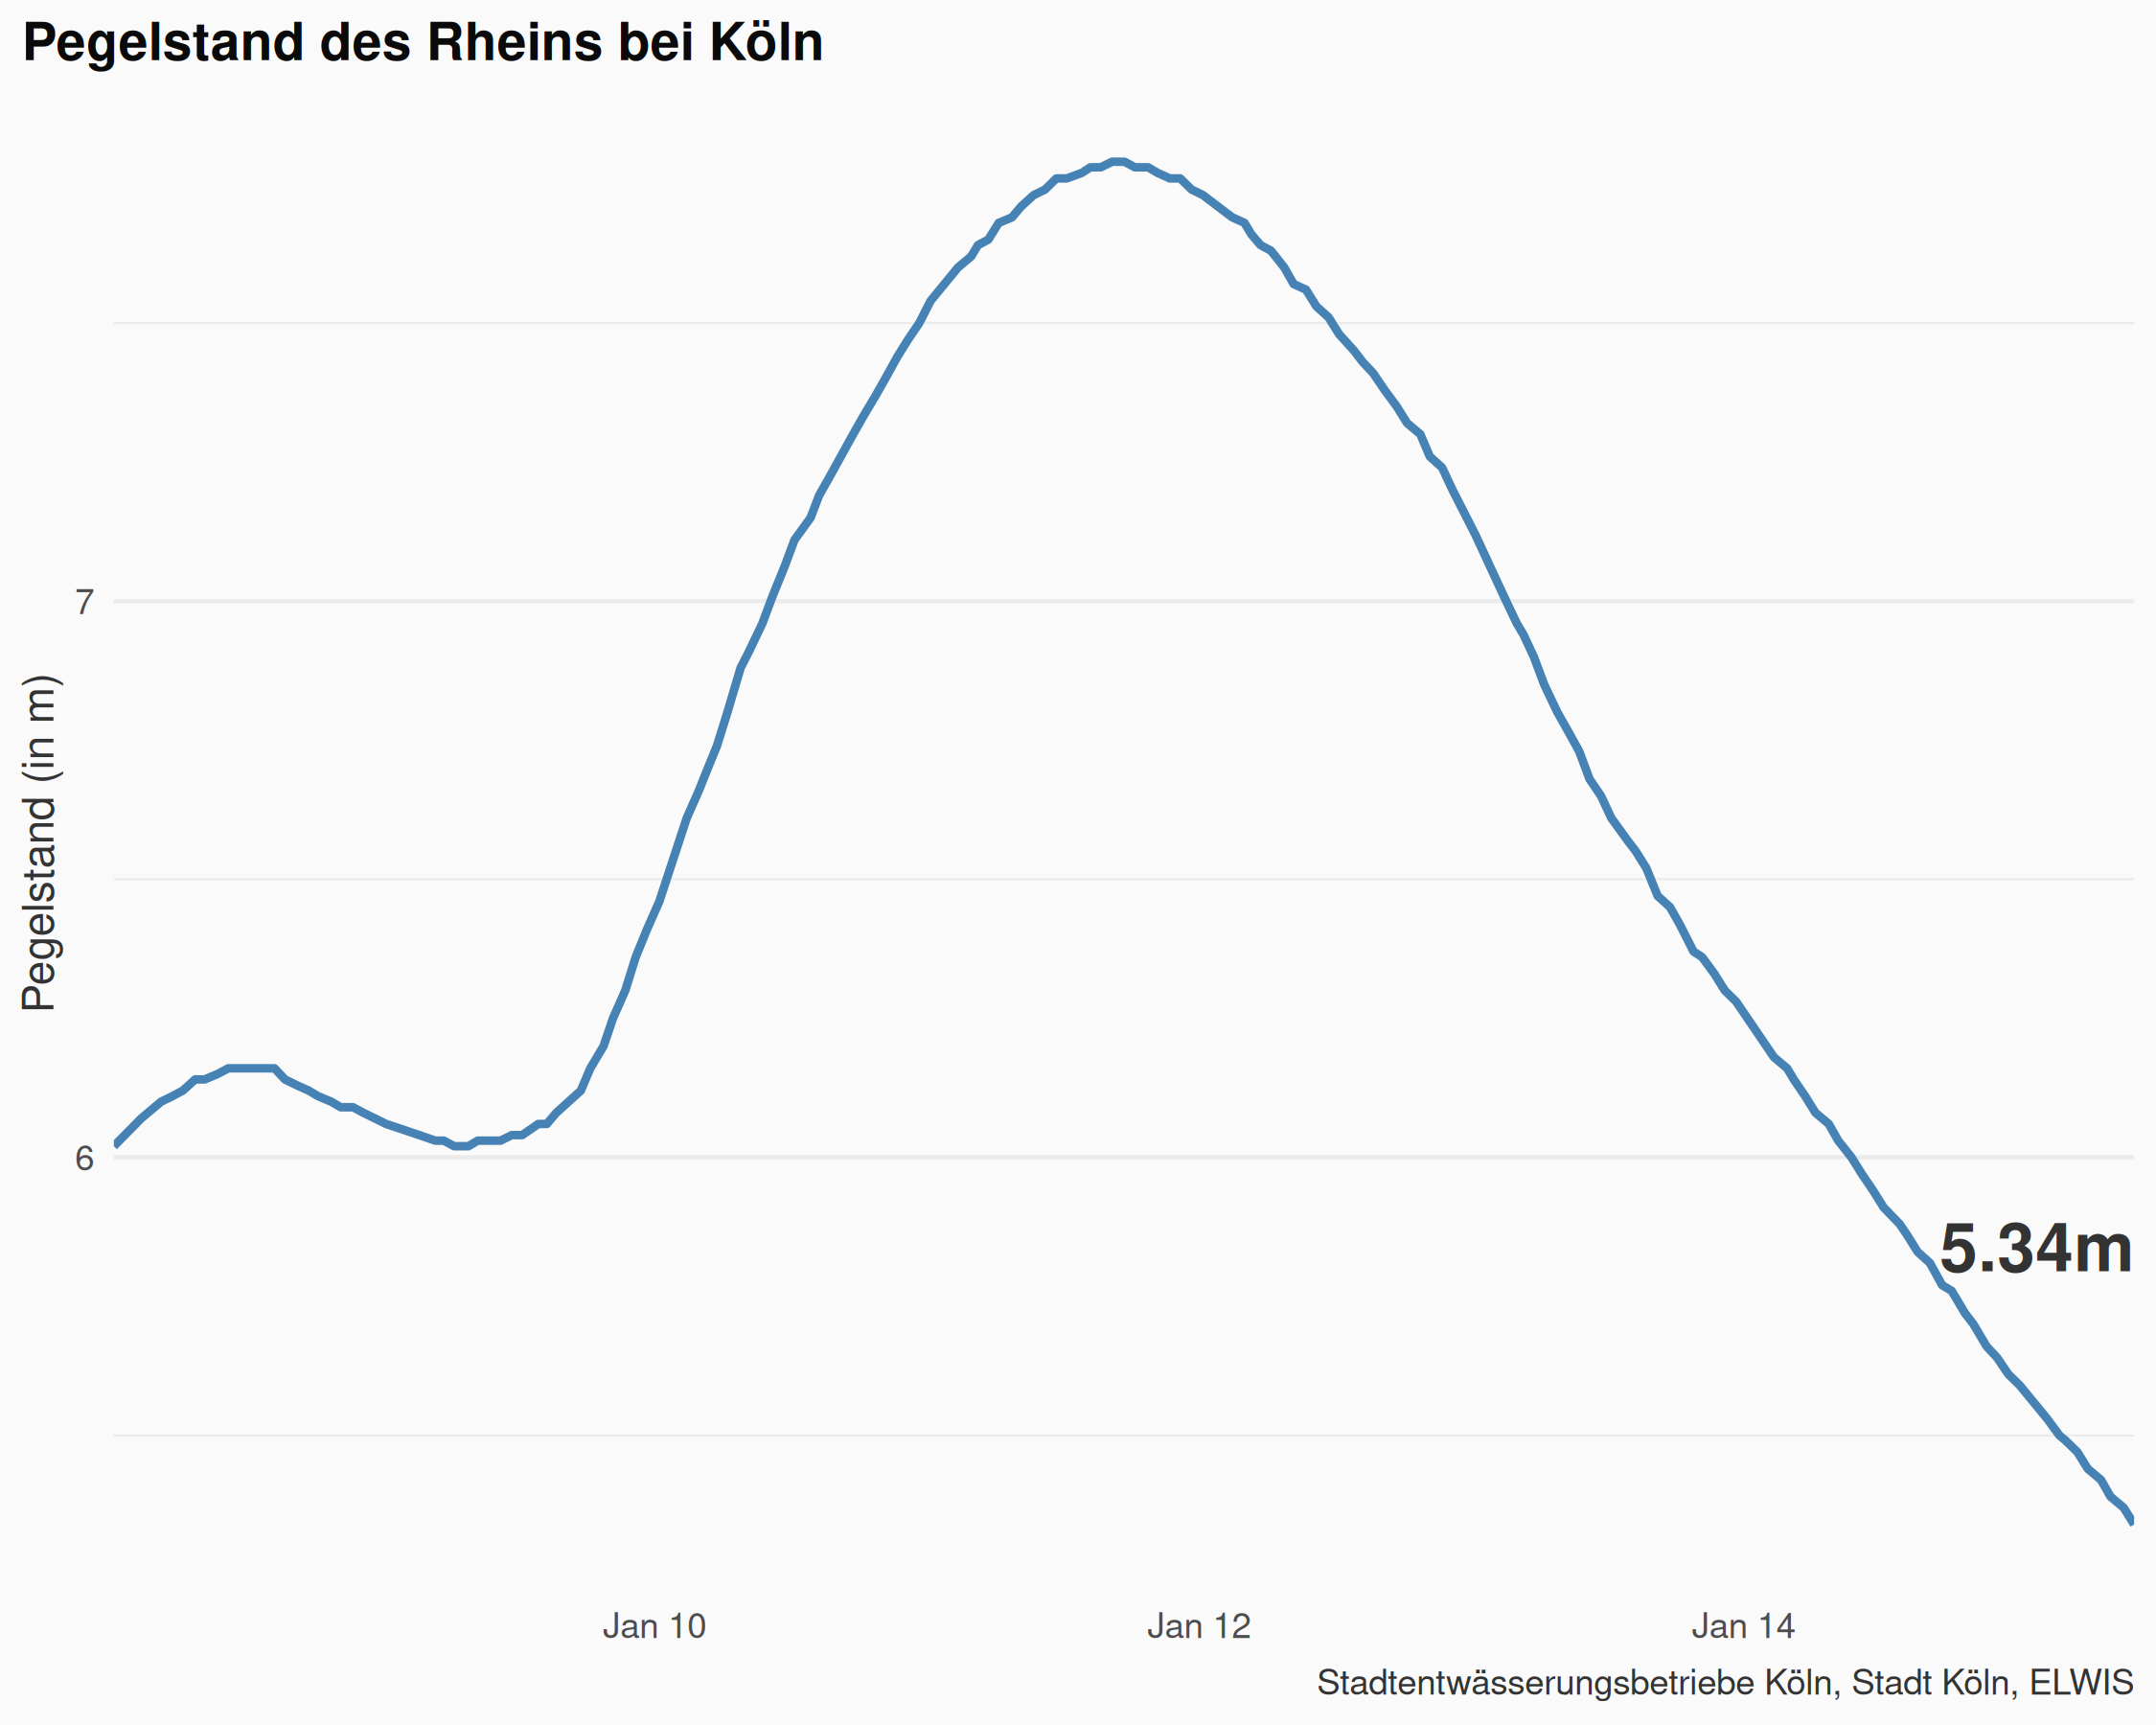 Pegelstand des Rheins bei Köln
Pegelstand (in m)
7
6
5.34m
Jan 10
Jan 12
Jan 14
Stadtentwässerungsbetriebe Köln, Stadt Köln, ELWIS